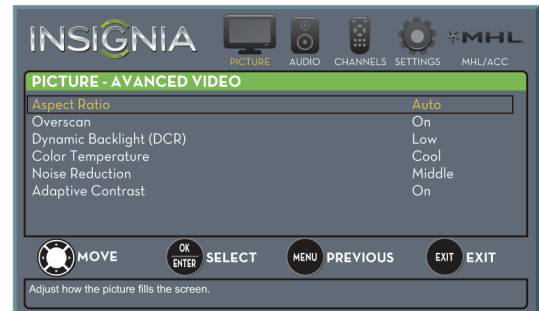 INSIGNIA
PICTURE AUDIO CHANNELS SETTINGS MHL MHL/ACC
PICTURE - AVANCED VIDEO
Aspect Ratio Auto
Overscan On
Dynamic Backlight (DCR) Low
Color Temperature Cool
Noise Reduction Middle
Adaptive Contrast On
MOVE OK ENTER SELECT MENU PREVIOUS EXIT EXIT
Adjust how the picture fills the screen.